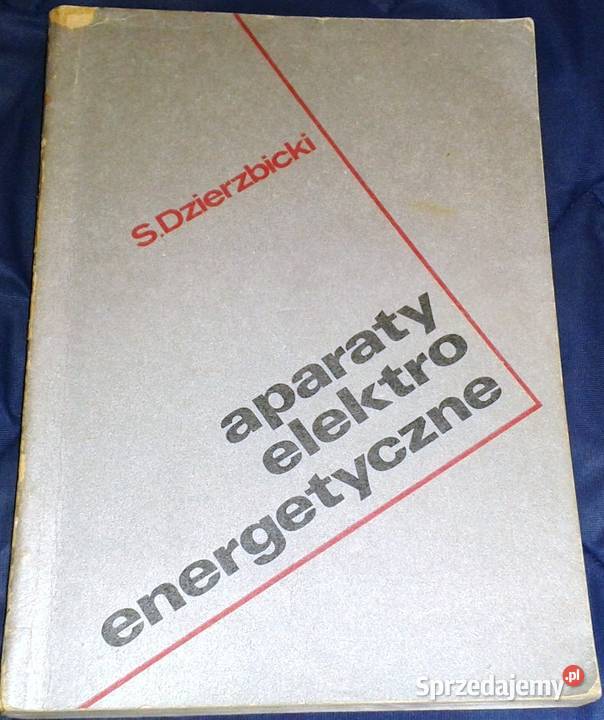 S.Dzierzbicki
aparaty
elektro
energetyczne
Sprzedajemy.pl